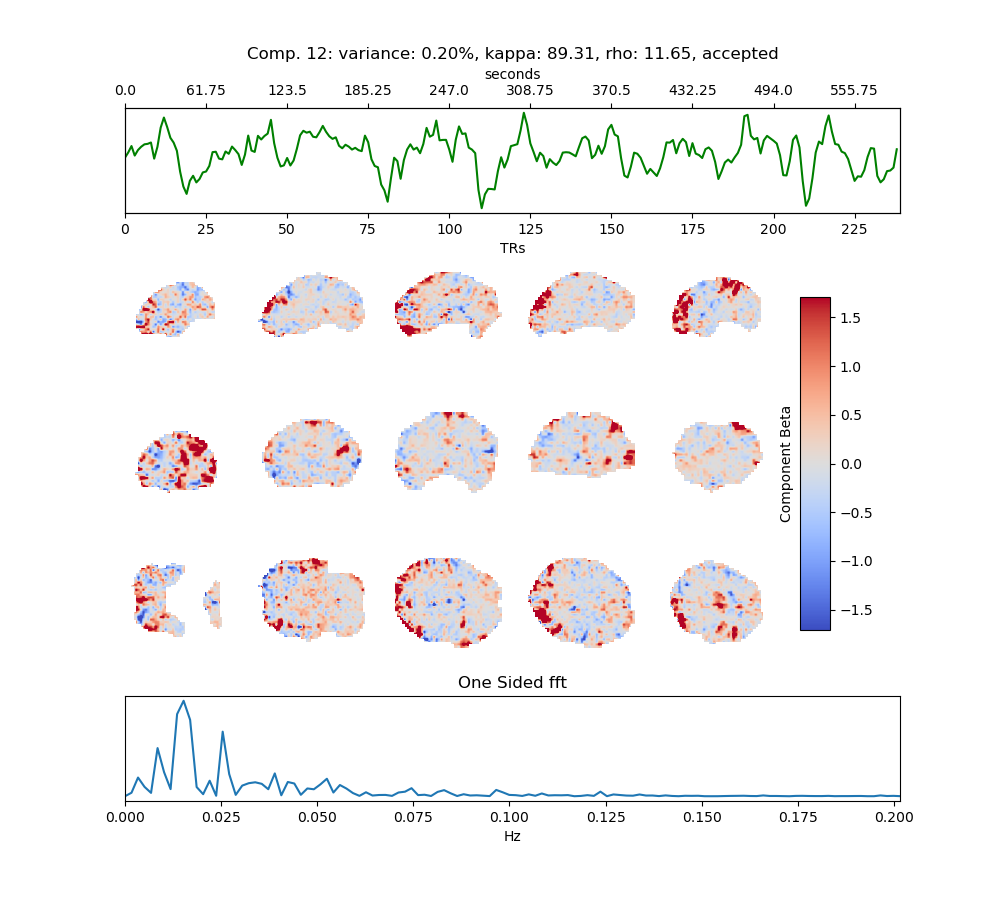 Comp. 12: variance: 0.20%, kappa: 89.31, rho: 11.65, accepted
seconds
0.0 61.75 123.5 185.25 247.0 308.75 370.5 432.25 494.0 555.75
0 25 50 75 100 125 150 175 200 225
TRs
1.5
1.0
0.5
0.0
−0.5
−1.0
−1.5
Component Beta
One Sided fft
0.000 0.025 0.050 0.075 0.100 0.125 0.150 0.175 0.200
Hz